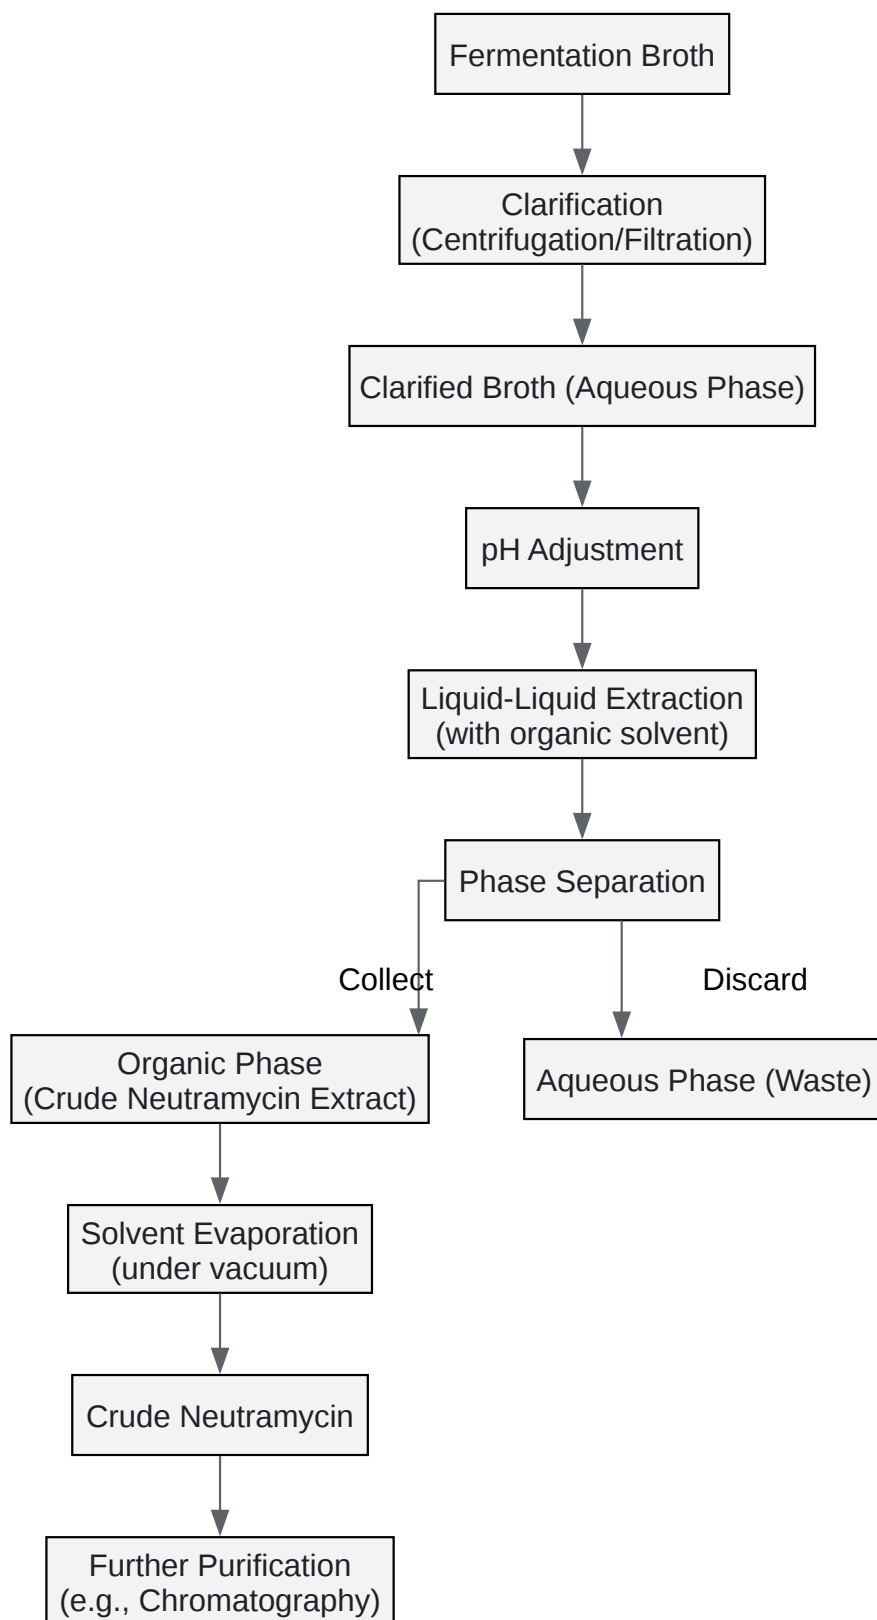 Fermentation Broth
Clarification
(Centrifugation/Filtration)
Clarified Broth (Aqueous Phase)
pH Adjustment
Liquid-Liquid Extraction
(with organic solvent)
Phase Separation
Collect
Discard
Organic Phase
(Crude Neutramycin Extract)
Aqueous Phase (Waste)
Solvent Evaporation
(under vacuum)
Crude Neutramycin
Further Purification
(e.g., Chromatography)